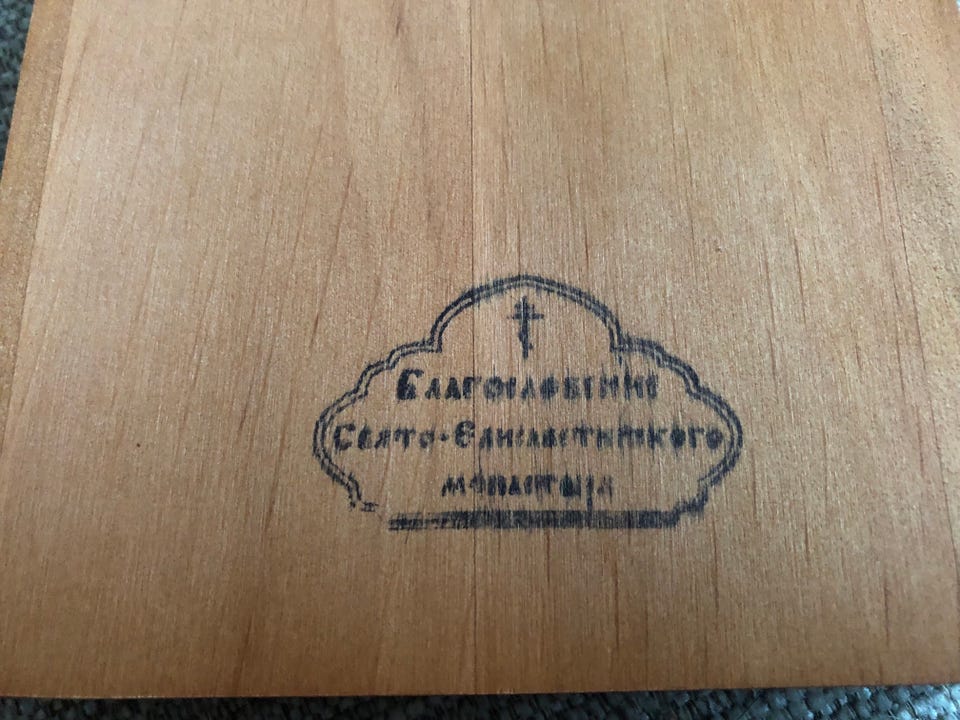 Благословение
Свято-Елисаветинского
монастыря